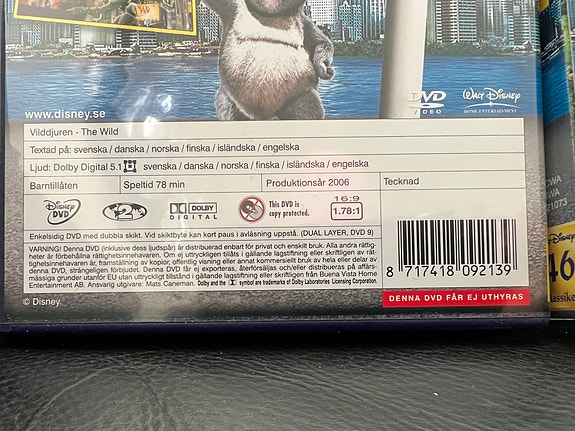 www.disney.se
DVD
VIDEO
WALT DISNEY
HOME ENTERTAINMENT
Vilddjuren - The Wild
Textad på: svenska / danska / norska / finska / isländska / engelska
Ljud: Dolby Digital 5.1 svenska / danska / norska / finska / isländska / engelska
Barntillåten
Speltid 78 min
Produktionsår 2006
Tecknad
Disney
DVD
2
DOLBY
DIGITAL
This DVD is
copy protected.
16:9
1.78:1
Enkelsidig DVD med dubbla skikt. Vid skiktbyte kan kort paus i avläsning uppstå. (DUAL LAYER, DVD 9)
VARNING! Denna DVD (inklusive dess ljudspår) är distribuerad enbart för privat och enskilt bruk. Alla andra rättig-
heter är förbehållna rättighetsinnehavaren. Om ej uttryckligen tillåts i gällande lagstiftning eller skriftligen av rät-
tighetsinnehavaren är, framställning av kopior, offentlig visning eller annat kommersiellt bruk av hela eller delar av
denna DVD, strängeligen förbjudet. Denna DVD får ej exporteras, återförsäljas och/eller distribueras på affärs-
mässiga grunder utanför EU utan uttryckligt tillstånd i gällande lagstiftning eller skriftligen från Buena Vista Home
Entertainment AB. Ansvarig utgivare: Mats Caneman. Dolby and the symbol are trademarks of Dolby Laboratories Licensing Corporation.
8 717418 092139
© Disney.
DENNA DVD FÅR EJ UTHYRAS
1073
46